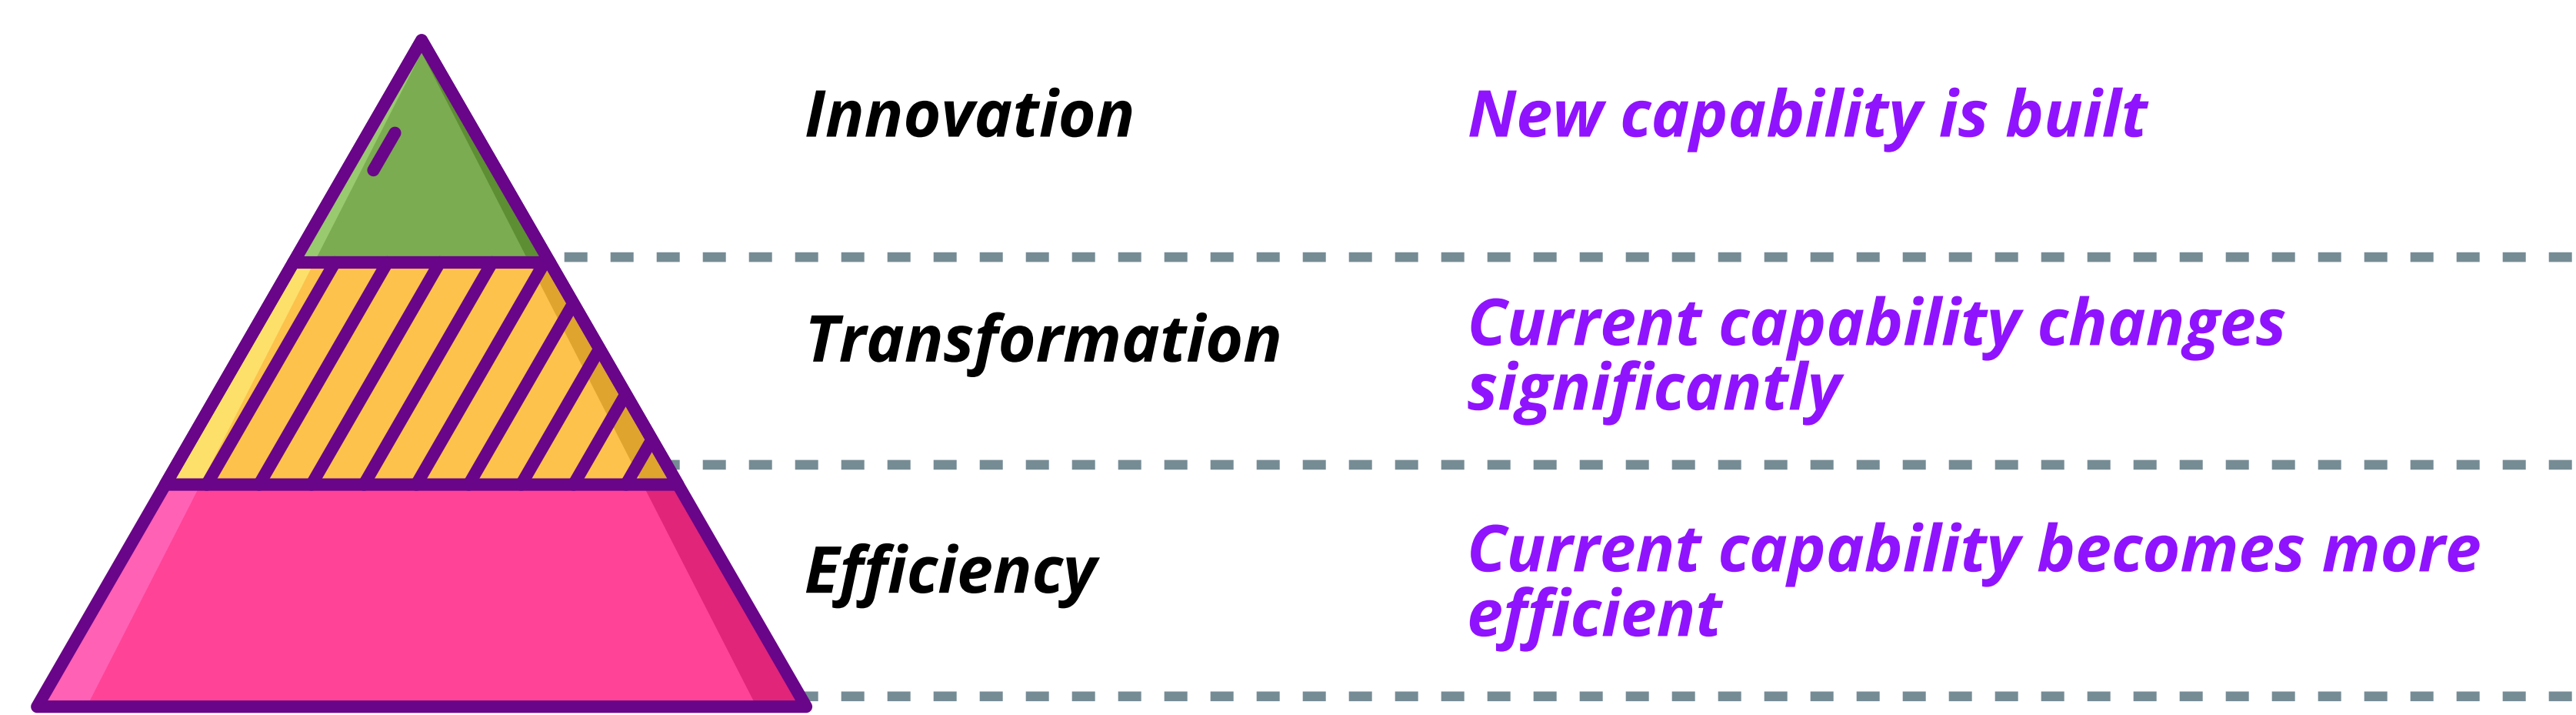 Innovation
New capability is built
Transformation
Current capability changes
significantly
Efficiency
Current capability becomes more
efficient